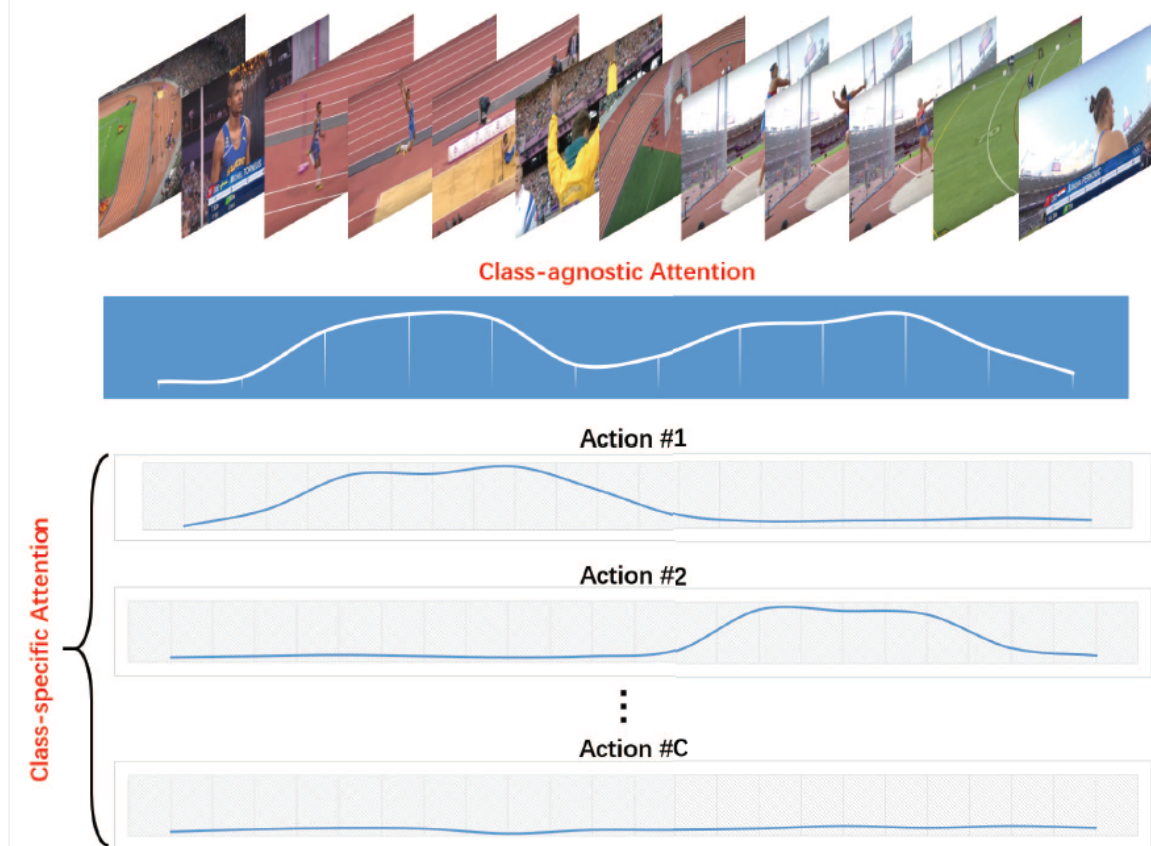 Class-agnostic Attention
Action #1
Class-specific Attention
Action #2
Action #C